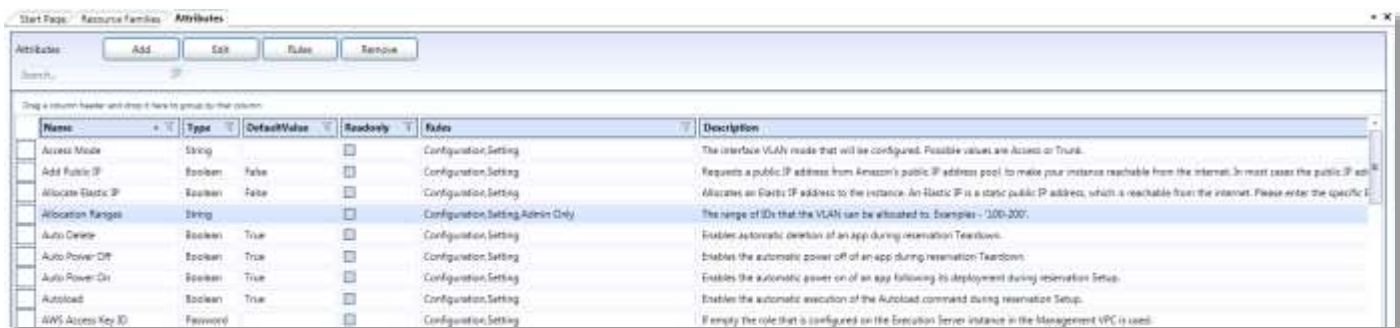 Start Page Resource Families Attributes
Attributes Add Edit Rules Remove
Search...
Drag a column header and drop it here to group by that column
Name Type DefaultValue Readonly Rules Description
Access Mode String Configuration,Setting The interface VLAN mode that will be configured. Possible values are Access or Trunk.
Add Public IP Boolean False Configuration,Setting Requests a public IP address from Amazon's public IP address pool, to make your instance reachable from the internet. In most cases the public IP
Allocate Elastic IP Boolean False Configuration,Setting Allocates an Elastic IP address to the instance. An Elastic IP is a static public IP address, which is reachable from the internet. Please enter the specific
Allocation Ranges String Configuration,Setting,Admin Only The range of IDs that the VLAN can be allocated to. Examples - '100-200'.
Auto Delete Boolean True Configuration,Setting Enables automatic deletion of an app during reservation Teardown.
Auto Power Off Boolean True Configuration,Setting Enables the automatic power off of an app during reservation Teardown.
Auto Power On Boolean True Configuration,Setting Enables the automatic power on of an app following its deployment during reservation Setup.
Autoload Boolean True Configuration,Setting Enables the automatic execution of the Autoload command during reservation Setup.
AWS Access Key ID Password Configuration,Setting If empty the role that is configured on the Execution Server instance in the Management VPC is used.